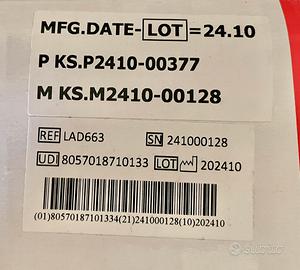 MFG.DATE- LOT =24.10
P KS.P2410-00377
M KS.M2410-00128
REF LAD663 SN 241000128
UDI 8057018710133 LOT 202410
(01)80570187101334(21)241000128(10)202410
Subito.it